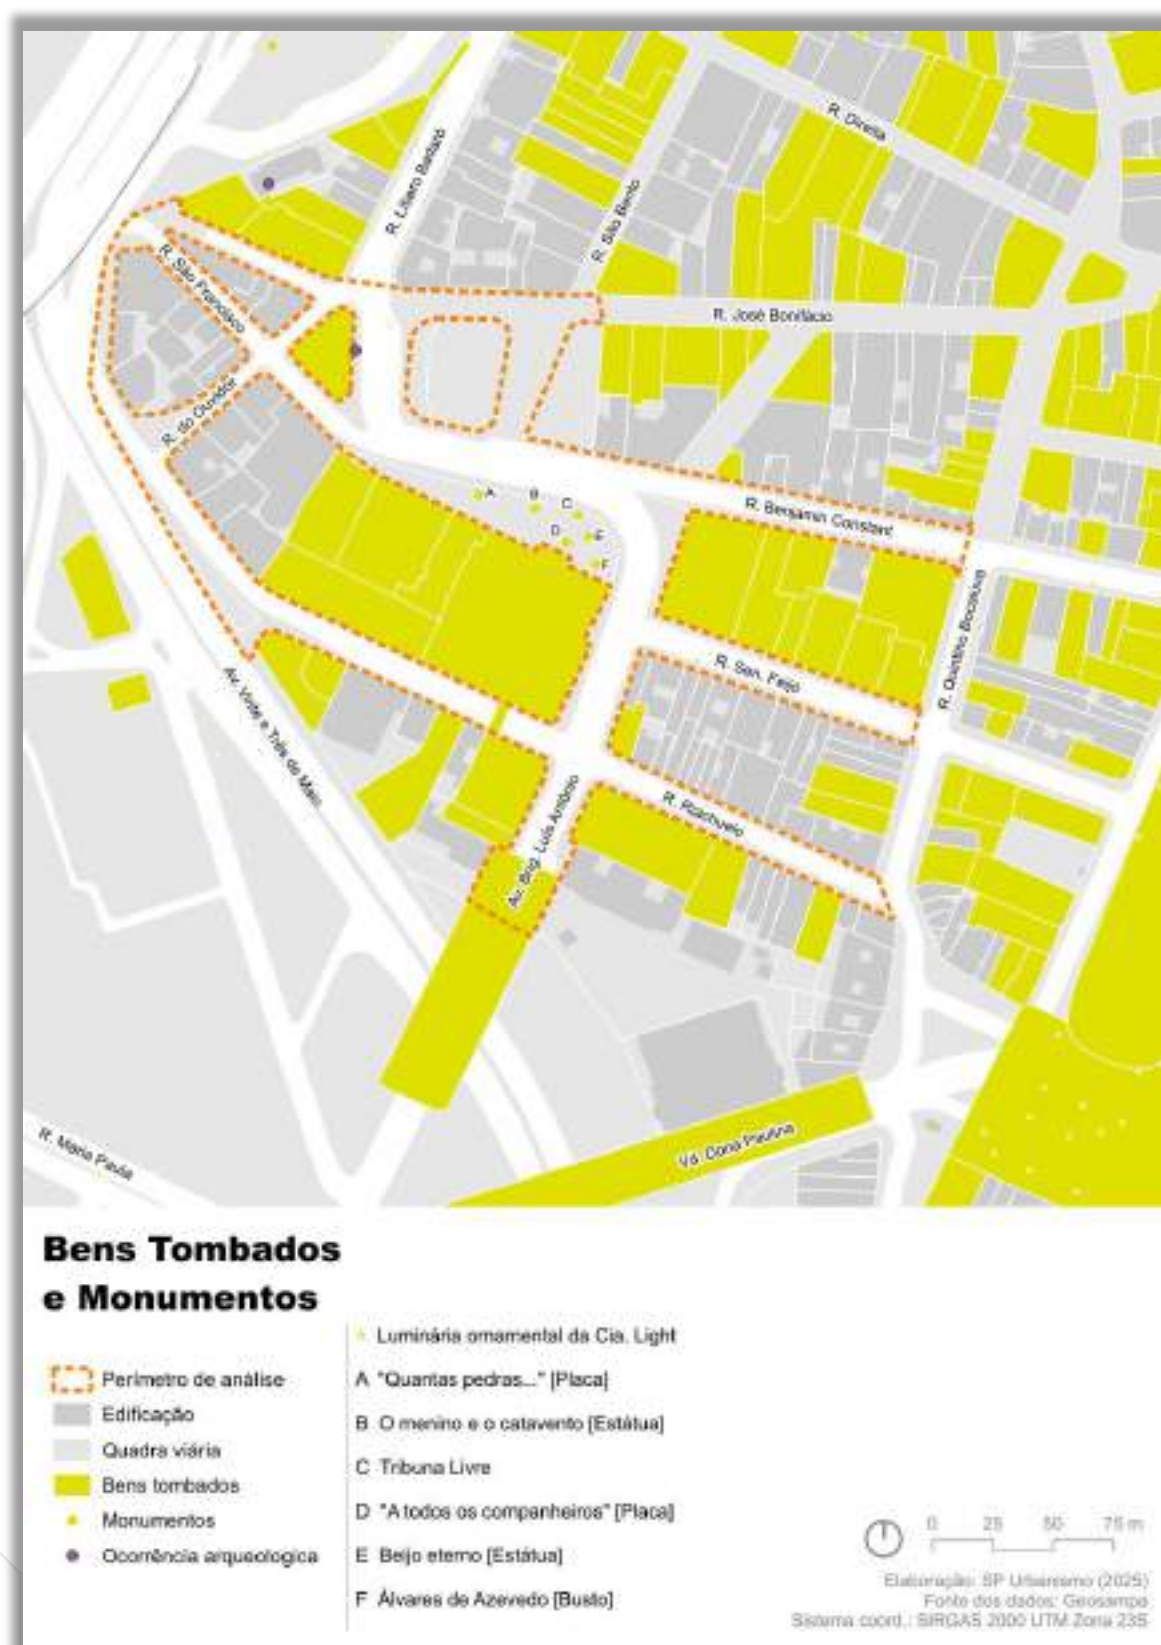 R. Direita
R. Líbero Badaró
R. São Bento
R. São Francisco
R. José Bonifácio
R. do Ouvidor
A
B
C
D
E
F
R. Benjamin Constant
R. Quintino Bocaiúva
R. Sen. Feijó
Av. Vinte e Três de Maio
R. Riachuelo
Av. Brig. Luís Antônio
R. Maria Paula
Vd. Dona Paulina
Bens Tombados
e Monumentos
Perímetro de análise
Edificação
Quadra viária
Bens tombados
Monumentos
Ocorrência arqueologica
Luminária ornamental da Cia. Light
A "Quantas pedras..." [Placa]
B O menino e o catavento [Estátua]
C Tribuna Livre
D "A todos os companheiros" [Placa]
E Beijo eterno [Estátua]
F Álvares de Azevedo [Busto]
0 25 50 75 m
Elaboração: SP Urbanismo (2025)
Fonte dos dados: Geosampa
Sistema coord.: SIRGAS 2000 UTM Zona 23S